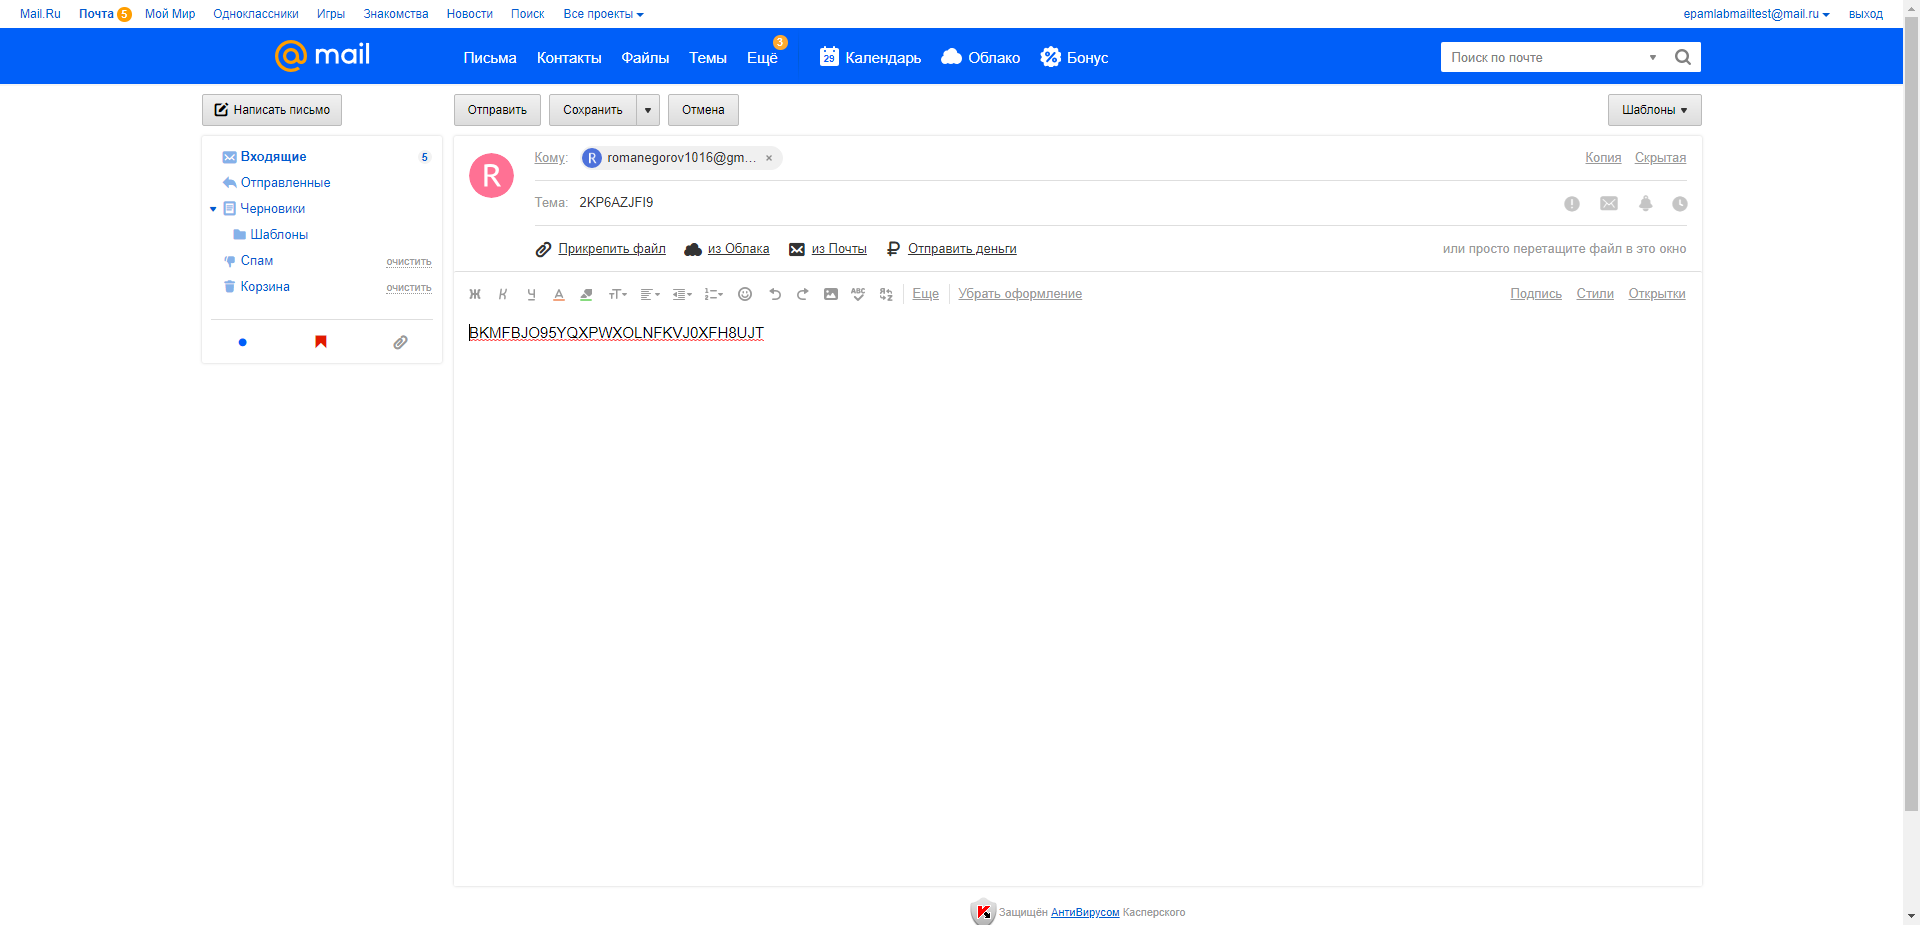 Mail.Ru Почта 5 Мой Мир Одноклассники Игры Знакомства Новости Поиск Все проекты epamlabmailtest@mail.ru выход
@mail Письма Контакты Файлы Темы Ещё 3 29 Календарь Облако Бонус Поиск по почте
Написать письмо Отправить Сохранить Отмена Шаблоны
Входящие 5
Отправленные
Черновики
Шаблоны
Спам очистить
Корзина очистить
R Кому: R romanegorov1016@gm... × Копия Скрытая
Тема: 2KP6AZJFI9
Прикрепить файл из Облака из Почты Отправить деньги или просто перетащите файл в это окно
Ж К Ч А тТ ABC Еще Убрать оформление Подпись Стили Открытки
BKMFBJO95YQXPWXOLNFKVJ0XFH8UJT
Защищён АнтиВирусом Касперского